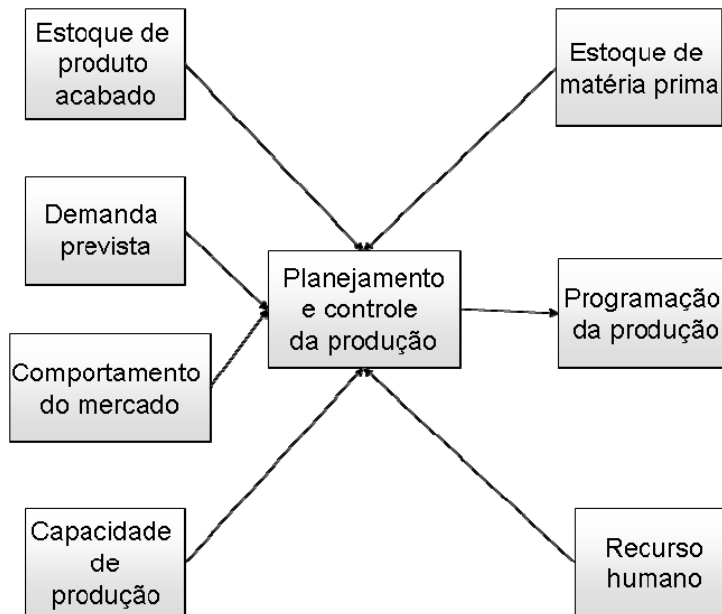 Estoque de
produto
acabado
Estoque de
matéria prima
Demanda
prevista
Planejamento
e controle
da produção
Programação
da produção
Comportamento
do mercado
Capacidade
de
produção
Recurso
humano